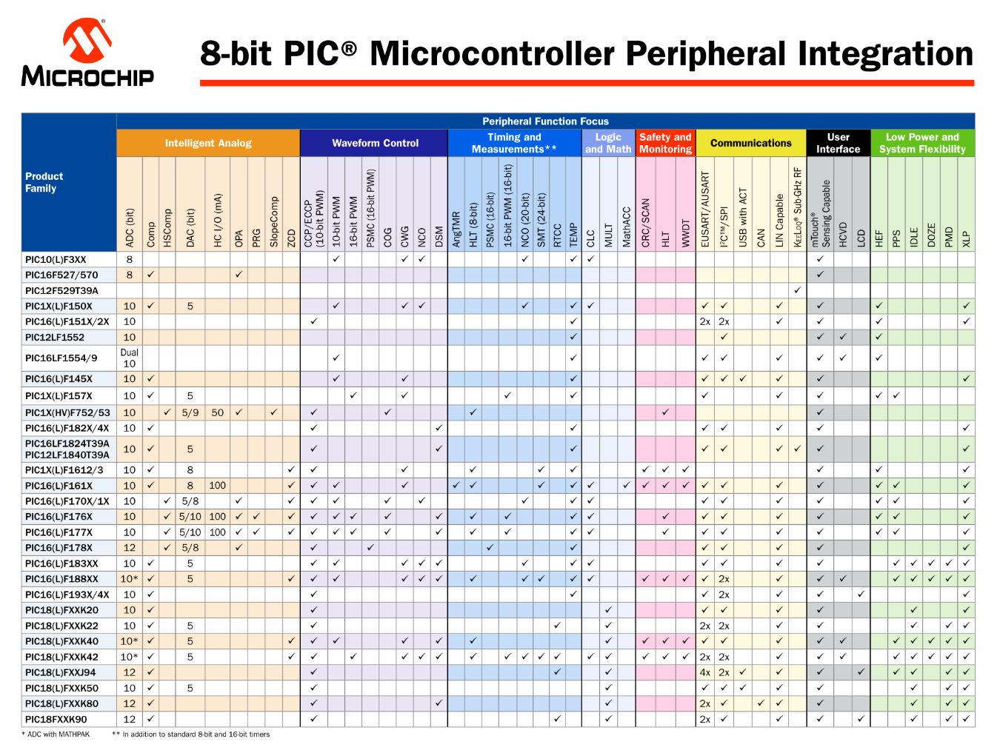 MICROCHIP ®
8-bit PIC® Microcontroller Peripheral Integration
Peripheral Function Focus
Product Family
Intelligent Analog
Waveform Control
Timing and Measurements**
Logic and Math
Safety and Monitoring
Communications
User Interface
Low Power and System Flexibility
ADC (bit)
Comp
HSComp
DAC (bit)
HC I/O (mA)
OPA
PRG
SlopeComp
ZCD
CCP/ECCP (10-bit PWM)
10-bit PWM
16-bit PWM
PSMC (16-bit PWM)
COG
CWG
NCO
DSM
AngTMR
HLT (8-bit)
PSMC (16-bit)
16-bit PWM (16-bit)
NCO (20-bit)
SMT (24-bit)
RTCC
TEMP
CLC
MULT
MathACC
CRC/SCAN
HLT
WWDT
EUSART/AUSART
I²C™/SPI
USB with ACT
CAN
LIN Capable
KEELOQ® Sub-GHz RF
mTouch® Sensing Capable
HCVD
LCD
HEF
PPS
IDLE
DOZE
PMD
XLP
PIC10(L)F3XX 8 ✓ ✓ ✓ ✓ ✓ ✓ ✓
PIC16F527/570 8 ✓ ✓ ✓
PIC12F529T39A ✓
PIC1X(L)F150X 10 ✓ 5 ✓ ✓ ✓ ✓ ✓ ✓ ✓ ✓ ✓ ✓ ✓ ✓
PIC16(L)F151X/2X 10 ✓ ✓ 2x 2x ✓ ✓ ✓ ✓
PIC12LF1552 10 ✓ ✓ ✓ ✓ ✓
PIC16LF1554/9 Dual 10 ✓ ✓ ✓ ✓ ✓ ✓ ✓ ✓
PIC16(L)F145X 10 ✓ ✓ ✓ ✓ ✓ ✓ ✓ ✓ ✓ ✓
PIC1X(L)F157X 10 ✓ 5 ✓ ✓ ✓ ✓ ✓ ✓ ✓ ✓ ✓
PIC1X(HV)F752/53 10 ✓ 5/9 50 ✓ ✓ ✓ ✓ ✓ ✓ ✓
PIC16(L)F182X/4X 10 ✓ ✓ ✓ ✓ ✓ ✓ ✓ ✓ ✓
PIC16LF1824T39A
PIC12LF1840T39A 10 ✓ 5 ✓ ✓ ✓ ✓ ✓ ✓ ✓ ✓ ✓
PIC1X(L)F1612/3 10 ✓ 8 ✓ ✓ ✓ ✓ ✓ ✓ ✓ ✓ ✓ ✓ ✓ ✓
PIC16(L)F161X 10 ✓ 8 100 ✓ ✓ ✓ ✓ ✓ ✓ ✓ ✓ ✓ ✓ ✓ ✓ ✓ ✓ ✓ ✓ ✓ ✓ ✓ ✓
PIC16(L)F170X/1X 10 ✓ 5/8 ✓ ✓ ✓ ✓ ✓ ✓ ✓ ✓ ✓ ✓ ✓ ✓ ✓ ✓ ✓ ✓
PIC16(L)F176X 10 ✓ 5/10 100 ✓ ✓ ✓ ✓ ✓ ✓ ✓ ✓ ✓ ✓ ✓ ✓ ✓ ✓ ✓ ✓ ✓ ✓ ✓ ✓
PIC16(L)F177X 10 ✓ 5/10 100 ✓ ✓ ✓ ✓ ✓ ✓ ✓ ✓ ✓ ✓ ✓ ✓ ✓ ✓ ✓ ✓ ✓ ✓ ✓ ✓
PIC16(L)F178X 12 ✓ 5/8 ✓ ✓ ✓ ✓ ✓ ✓ ✓ ✓ ✓ ✓
PIC16(L)F183XX 10 ✓ 5 ✓ ✓ ✓ ✓ ✓ ✓ ✓ ✓ ✓ ✓ ✓ ✓ ✓ ✓ ✓ ✓ ✓
PIC16(L)F188XX 10* ✓ 5 ✓ ✓ ✓ ✓ ✓ ✓ ✓ ✓ ✓ ✓ ✓ ✓ ✓ ✓ ✓ 2x ✓ ✓ ✓ ✓ ✓ ✓ ✓ ✓
PIC16(L)F193X/4X 10 ✓ ✓ ✓ ✓ 2x ✓ ✓ ✓ ✓
PIC18(L)FXXK20 10 ✓ ✓ ✓ ✓ ✓ ✓ ✓ ✓ ✓
PIC18(L)FXXK22 10 ✓ 5 ✓ ✓ ✓ 2x 2x ✓ ✓ ✓ ✓ ✓
PIC18(L)FXXK40 10* ✓ 5 ✓ ✓ ✓ ✓ ✓ ✓ ✓ ✓ ✓ ✓ ✓ ✓ ✓ ✓ ✓ ✓ ✓ ✓ ✓ ✓
PIC18(L)FXXK42 10* ✓ 5 ✓ ✓ ✓ ✓ ✓ ✓ ✓ ✓ ✓ ✓ ✓ ✓ ✓ ✓ ✓ ✓ 2x 2x ✓ ✓ ✓ ✓ ✓ ✓ ✓ ✓
PIC18(L)FXXJ94 12 ✓ ✓ ✓ ✓ 4x 2x ✓ ✓ ✓ ✓ ✓ ✓ ✓ ✓
PIC18(L)FXXK50 10 ✓ 5 ✓ ✓ ✓ ✓ ✓ ✓ ✓ ✓ ✓ ✓
PIC18(L)FXXK80 12 ✓ ✓ ✓ ✓ 2x ✓ ✓ ✓ ✓ ✓ ✓ ✓
PIC18FXXK90 12 ✓ ✓ ✓ ✓ 2x ✓ ✓ ✓ ✓ ✓ ✓ ✓
* ADC with MATHPAK ** In addition to standard 8-bit and 16-bit timers